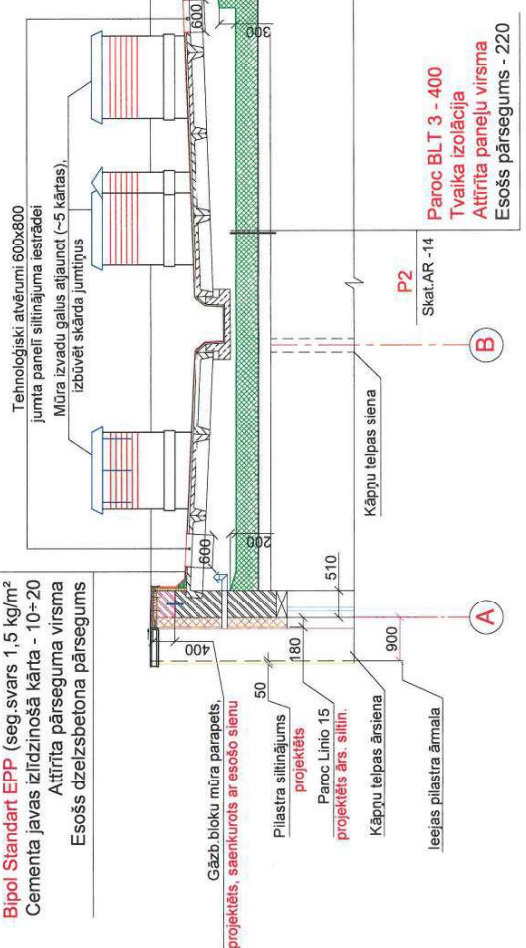 Bipol Standart EPP (seg.svars 1,5 kg/m²
Cementa javas izlīdzinošā kārta - 10÷20
Attīrīta pārseguma virsma
Esošs dzelzsbetona pārsegums
Tehnoloģiski atvērumi 600x800
jumta panelī siltinājuma iestrādei
Mūra izvadu galus atjaunot (~5 kārtas),
izbūvēt skārda jumtiņus
600
300
600
200
400
Gāzb.bloku mūra parapets,
projektēts, saenkurots ar esošo sienu
50
Pilastra siltinājums
projektēts
180
510
Paroc Linio 15
projektēts ārs. siltin.
Kāpņu telpas ārsiena
900
Ieejas pilastra ārmala
Kāpņu telpas siena
A
B
P2
Skat.AR -14
Paroc BLT 3 - 400
Tvaika izolācija
Attīrīta paneļu virsma
Esošs pārsegums - 220